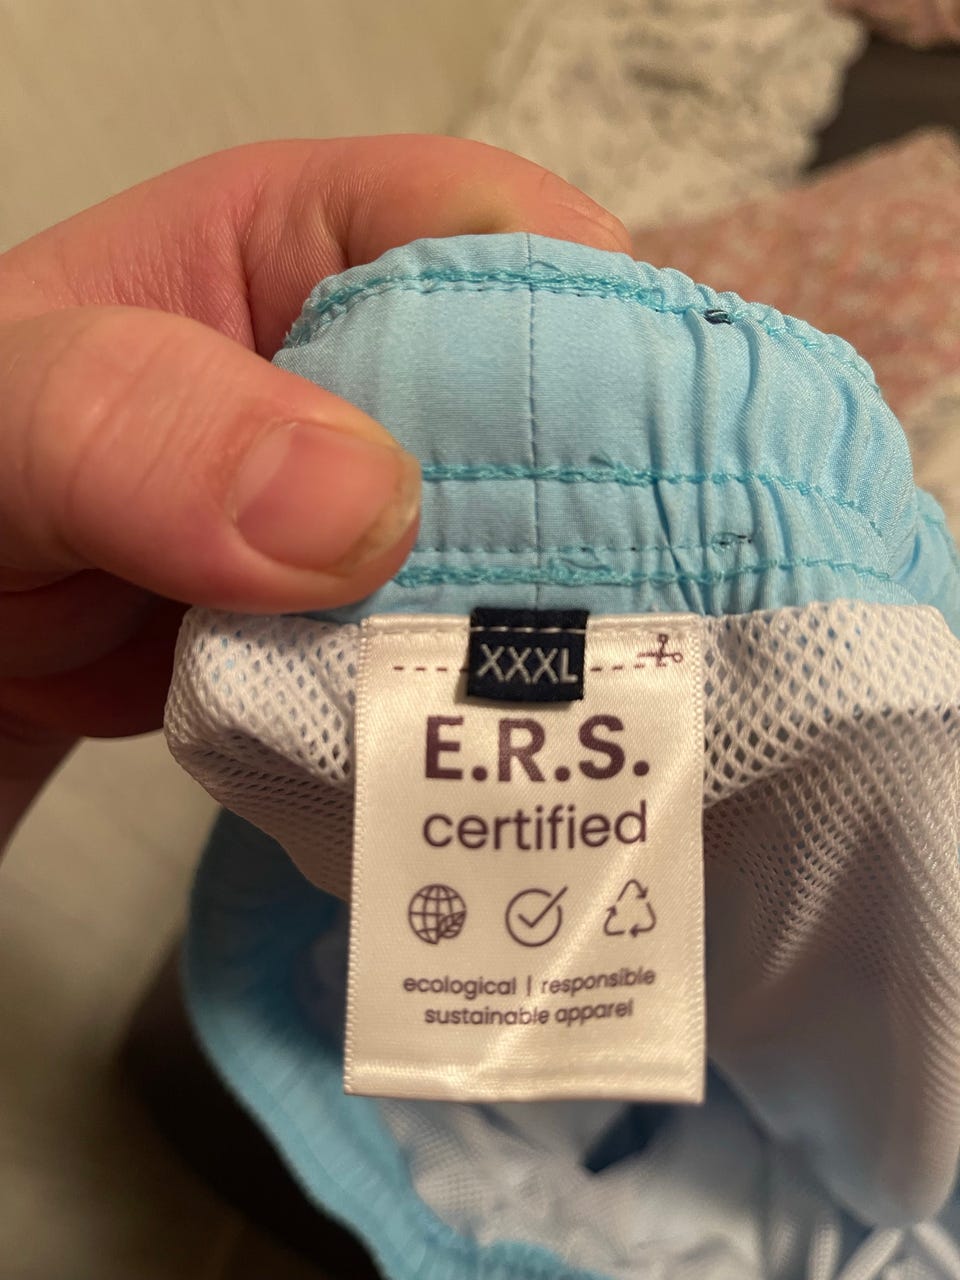 XXXL
E.R.S.
certified
ecological | responsible
sustainable apparel